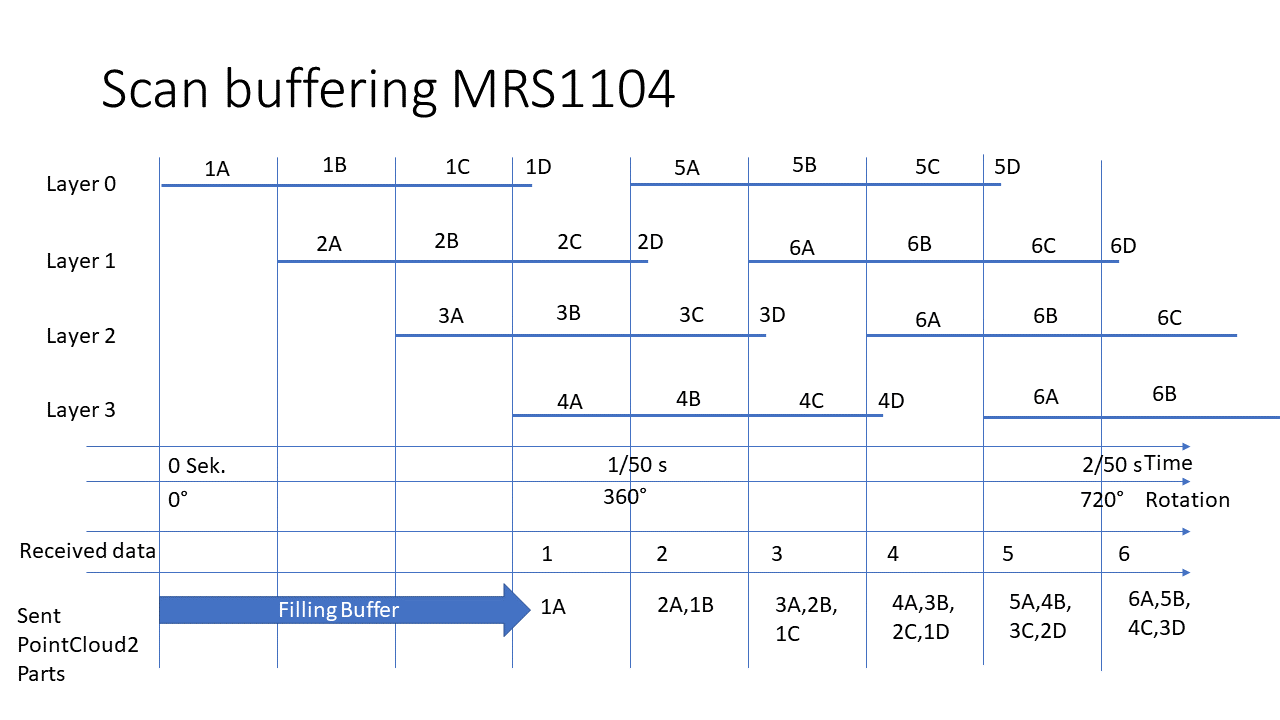 Scan buffering MRS1104
Layer 0 1A 1B 1C 1D 5A 5B 5C 5D
Layer 1 2A 2B 2C 2D 6A 6B 6C 6D
Layer 2 3A 3B 3C 3D 6A 6B 6C
Layer 3 4A 4B 4C 4D 6A 6B
0 Sek. 1/50 s 2/50 s Time
0° 360° 720° Rotation
Received data 1 2 3 4 5 6
Sent
PointCloud2
Parts
Filling Buffer
1A
2A,1B
3A,2B,
1C
4A,3B,
2C,1D
5A,4B,
3C,2D
6A,5B,
4C,3D